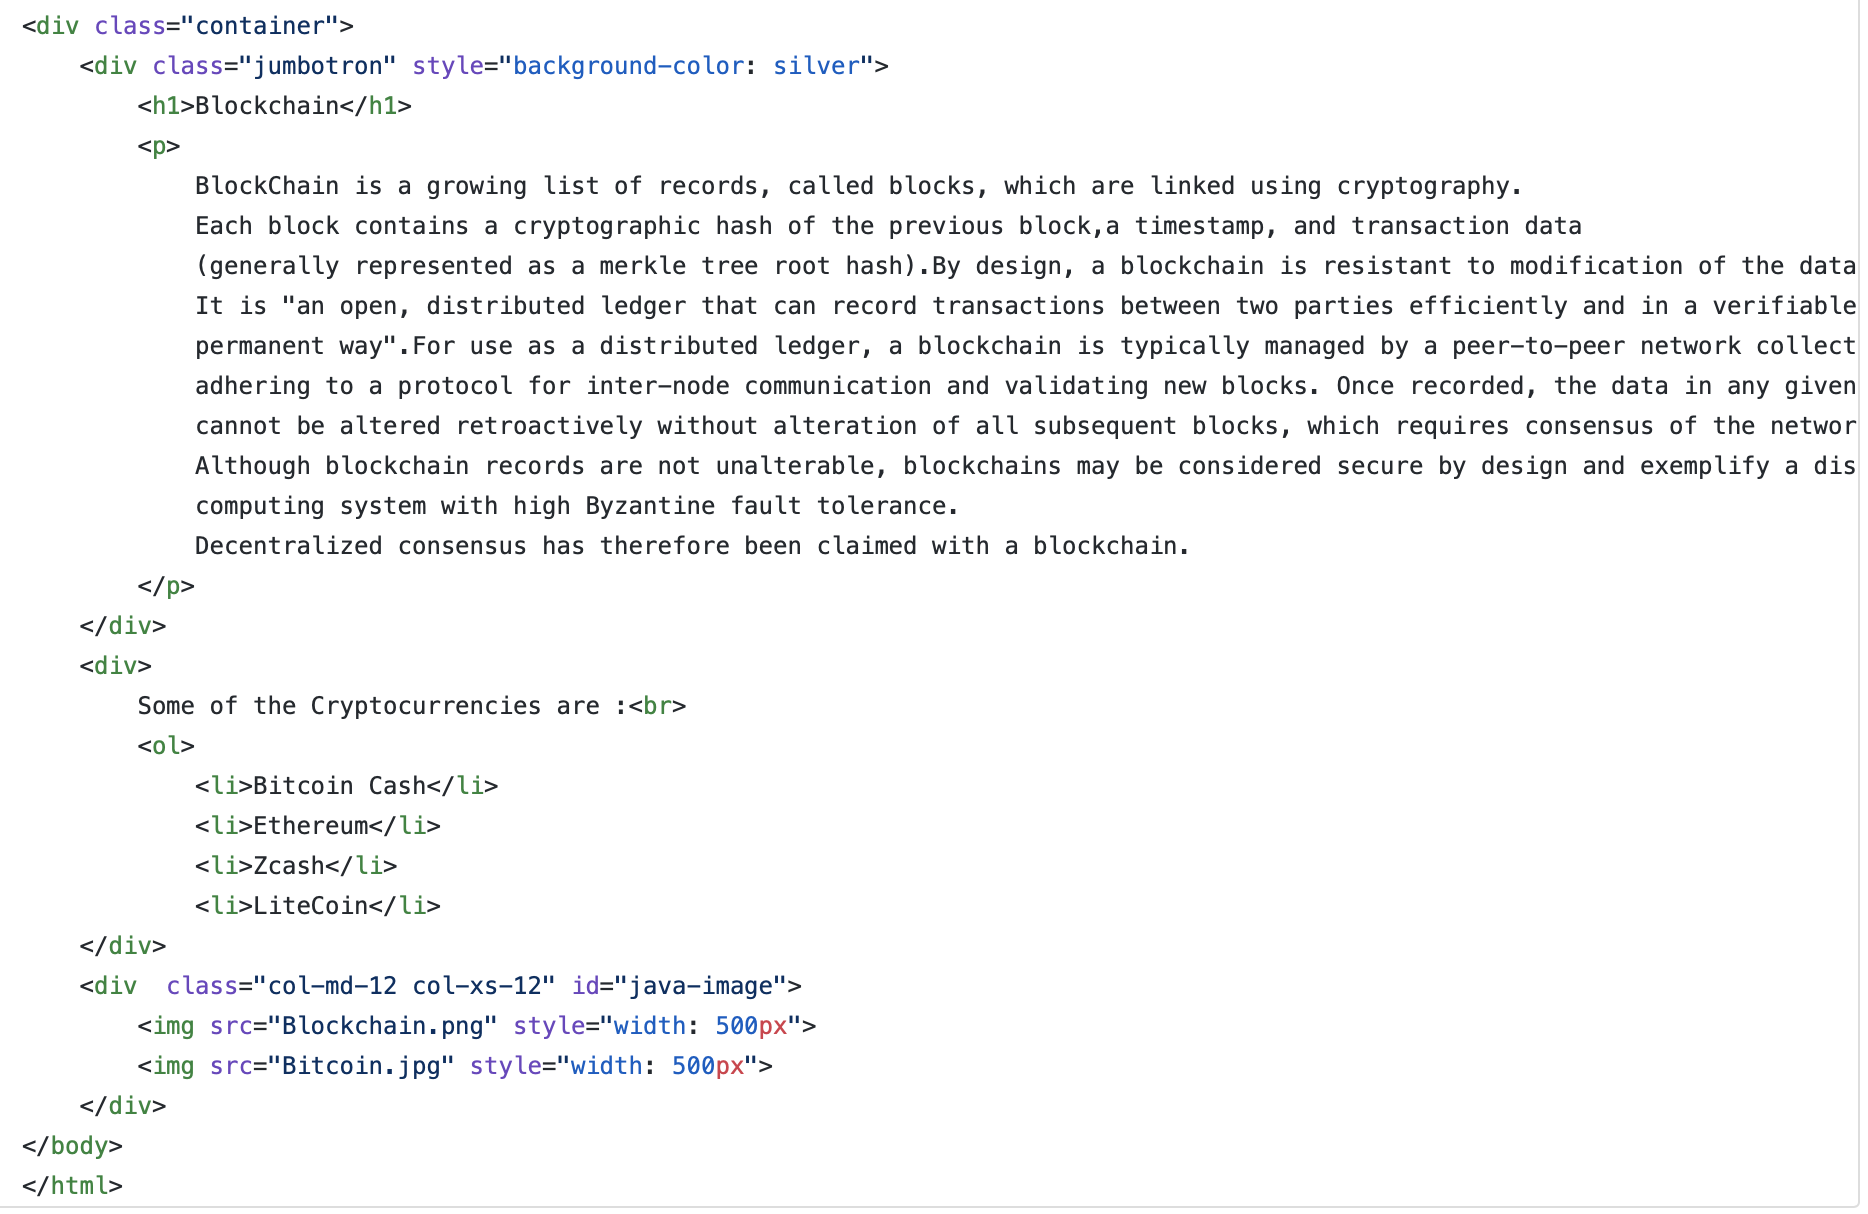 <div class="container">
    <div class="jumbotron" style="background-color: silver">
        <h1>Blockchain</h1>
        <p>
            BlockChain is a growing list of records, called blocks, which are linked using cryptography.
            Each block contains a cryptographic hash of the previous block,a timestamp, and transaction data
            (generally represented as a merkle tree root hash).By design, a blockchain is resistant to modification of the data
            It is "an open, distributed ledger that can record transactions between two parties efficiently and in a verifiable
            permanent way".For use as a distributed ledger, a blockchain is typically managed by a peer-to-peer network collect
            adhering to a protocol for inter-node communication and validating new blocks. Once recorded, the data in any given
            cannot be altered retroactively without alteration of all subsequent blocks, which requires consensus of the networ
            Although blockchain records are not unalterable, blockchains may be considered secure by design and exemplify a dis
            computing system with high Byzantine fault tolerance.
            Decentralized consensus has therefore been claimed with a blockchain.
        </p>
    </div>
    <div>
        Some of the Cryptocurrencies are :<br>
        <ol>
            <li>Bitcoin Cash</li>
            <li>Ethereum</li>
            <li>Zcash</li>
            <li>LiteCoin</li>
    </div>
    <div  class="col-md-12 col-xs-12" id="java-image">
        <img src="Blockchain.png" style="width: 500px">
        <img src="Bitcoin.jpg" style="width: 500px">
    </div>
</body>
</html>